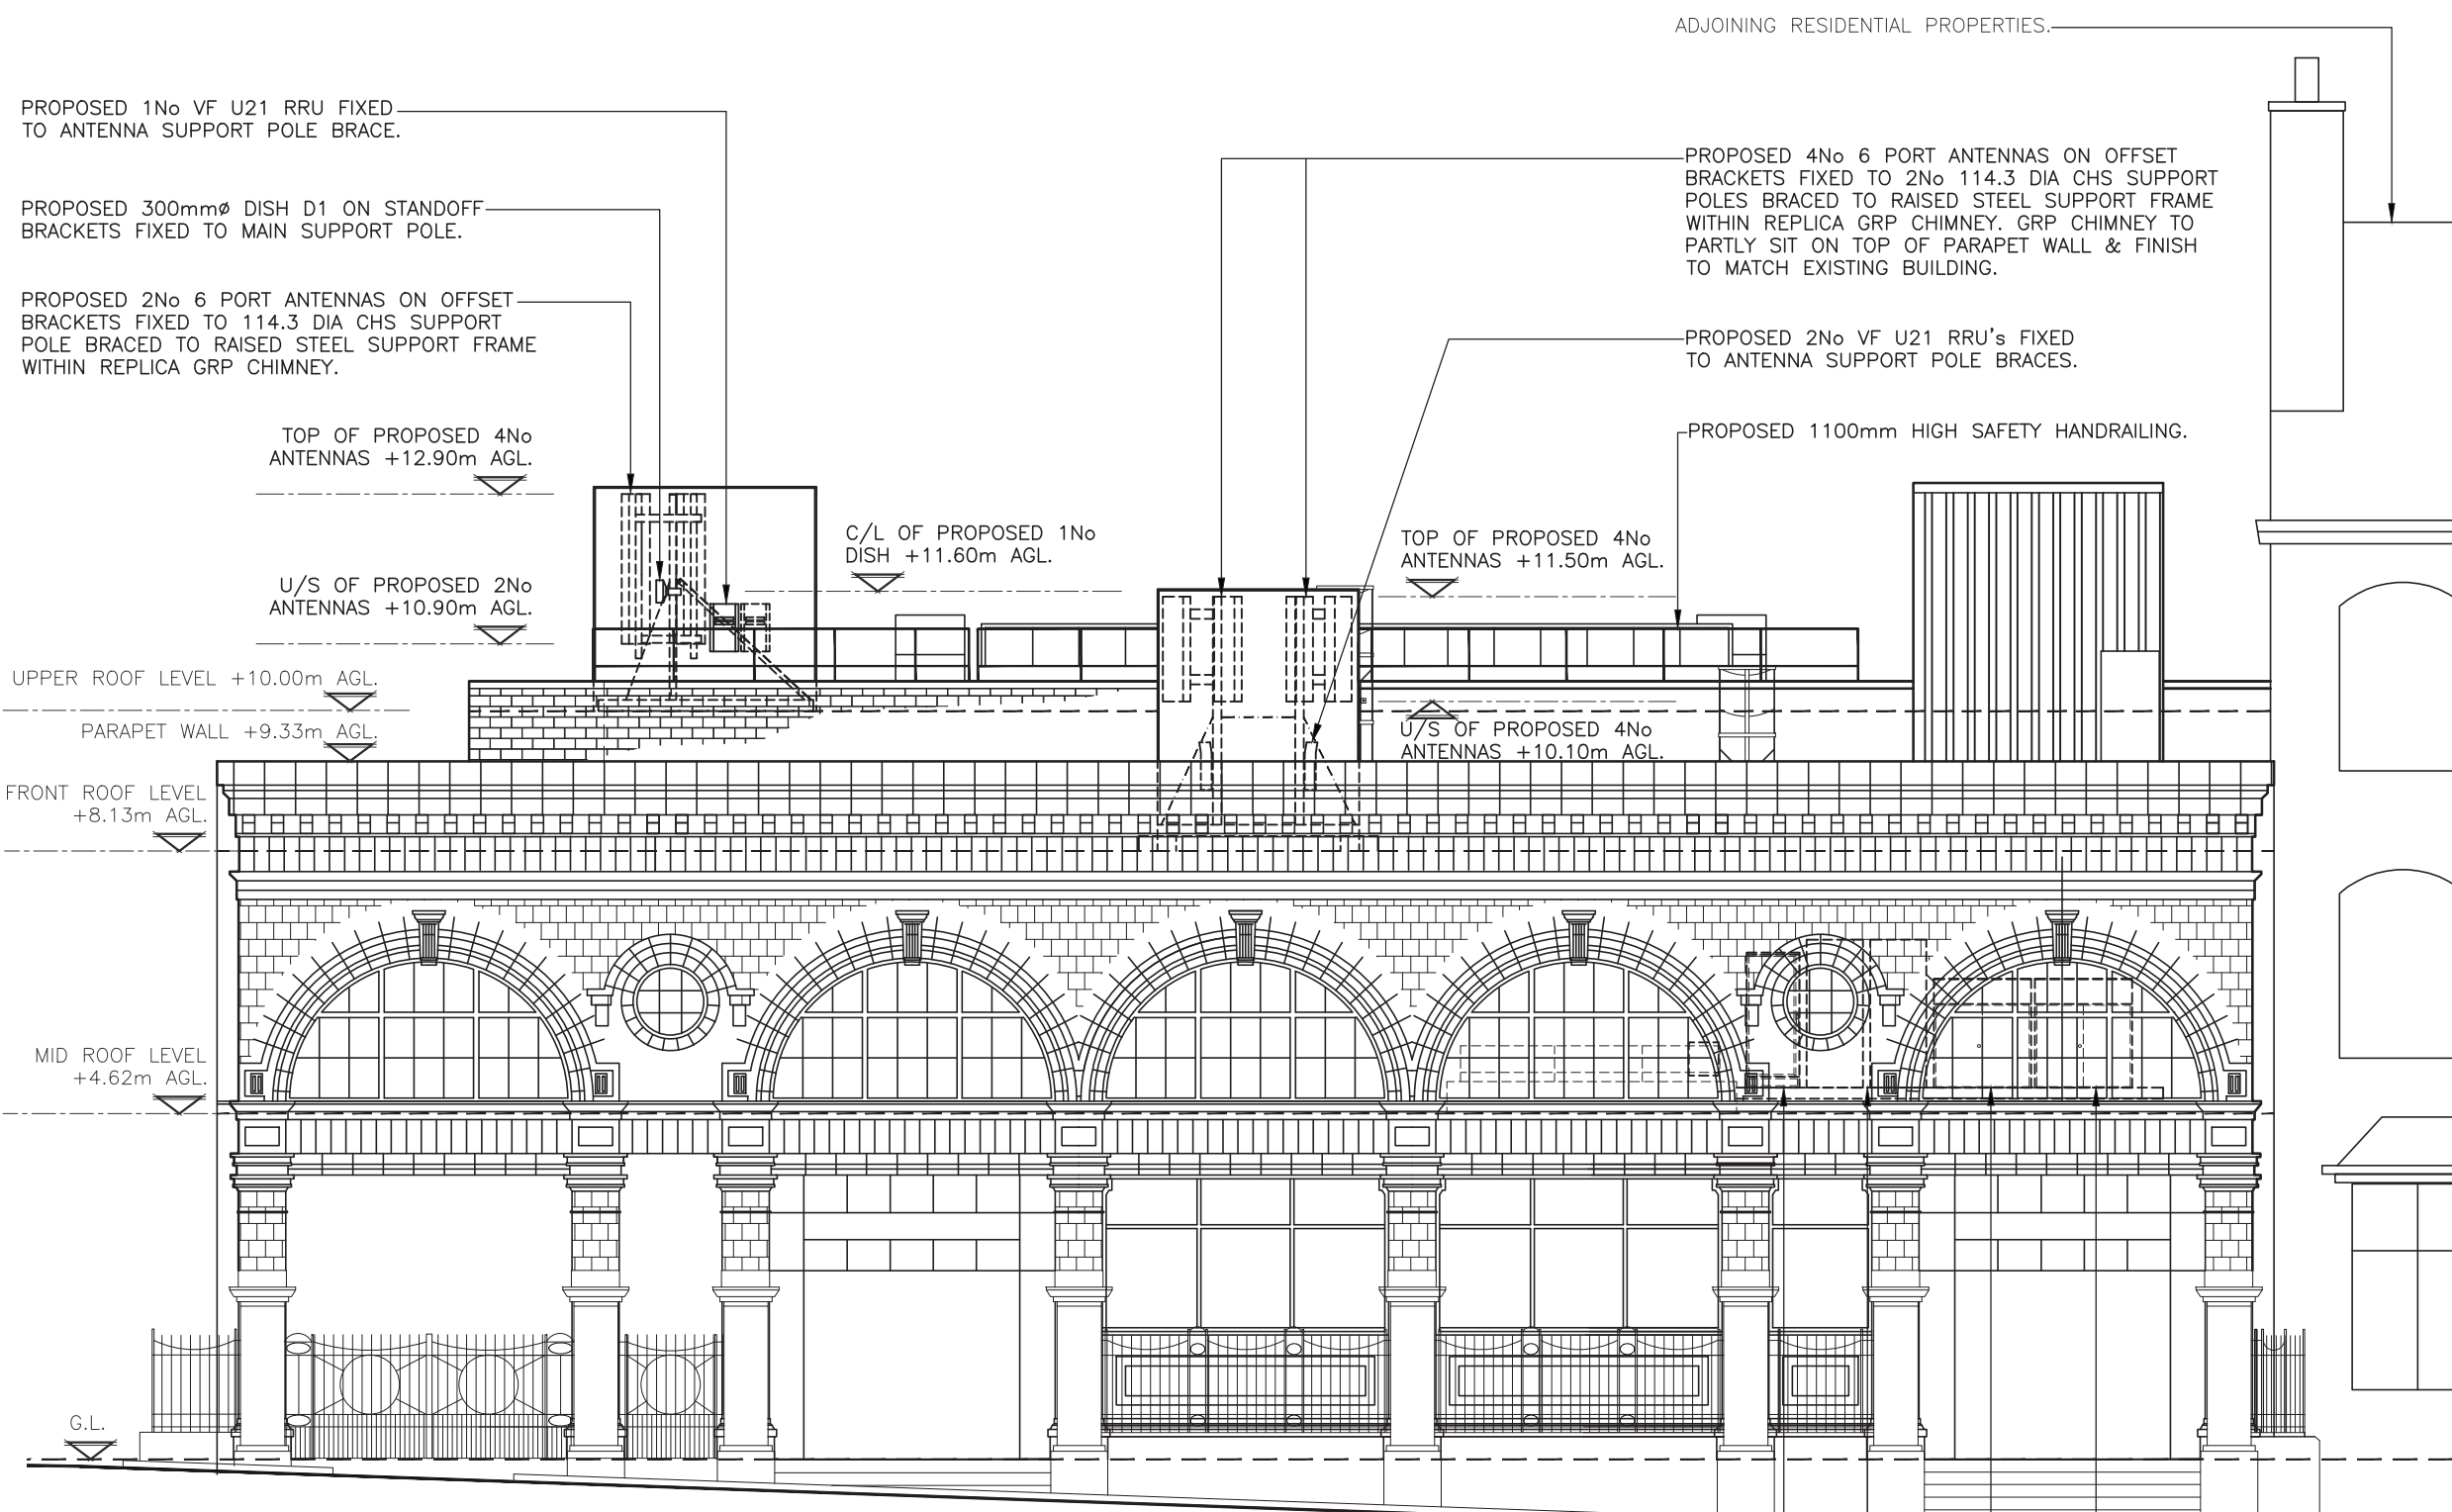 ADJOINING RESIDENTIAL PROPERTIES.
PROPOSED 1No VF U21 RRU FIXED
TO ANTENNA SUPPORT POLE BRACE.
PROPOSED 300mmø DISH D1 ON STANDOFF
BRACKETS FIXED TO MAIN SUPPORT POLE.
PROPOSED 2No 6 PORT ANTENNAS ON OFFSET
BRACKETS FIXED TO 114.3 DIA CHS SUPPORT
POLE BRACED TO RAISED STEEL SUPPORT FRAME
WITHIN REPLICA GRP CHIMNEY.
PROPOSED 4No 6 PORT ANTENNAS ON OFFSET
BRACKETS FIXED TO 2No 114.3 DIA CHS SUPPORT
POLES BRACED TO RAISED STEEL SUPPORT FRAME
WITHIN REPLICA GRP CHIMNEY. GRP CHIMNEY TO
PARTLY SIT ON TOP OF PARAPET WALL & FINISH
TO MATCH EXISTING BUILDING.
PROPOSED 2No VF U21 RRU's FIXED
TO ANTENNA SUPPORT POLE BRACES.
PROPOSED 1100mm HIGH SAFETY HANDRAILING.
TOP OF PROPOSED 4No
ANTENNAS +12.90m AGL.
C/L OF PROPOSED 1No
DISH +11.60m AGL.
TOP OF PROPOSED 4No
ANTENNAS +11.50m AGL.
U/S OF PROPOSED 2No
ANTENNAS +10.90m AGL.
UPPER ROOF LEVEL +10.00m AGL.
PARAPET WALL +9.33m AGL.
U/S OF PROPOSED 4No
ANTENNAS +10.10m AGL.
FRONT ROOF LEVEL
+8.13m AGL.
MID ROOF LEVEL
+4.62m AGL.
G.L.